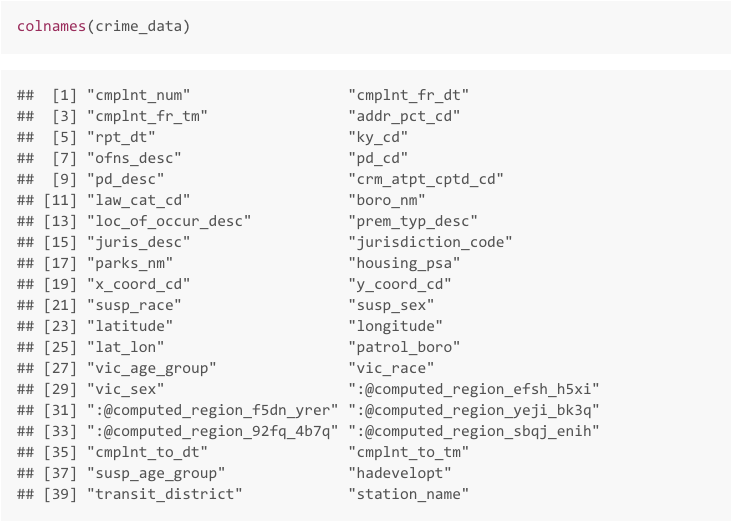 colnames(crime_data)
##  [1] "cmplnt_num"                  "cmplnt_fr_dt"
##  [3] "cmplnt_fr_tm"                "addr_pct_cd"
##  [5] "rpt_dt"                      "ky_cd"
##  [7] "ofns_desc"                   "pd_cd"
##  [9] "pd_desc"                     "crm_atpt_cptd_cd"
## [11] "law_cat_cd"                  "boro_nm"
## [13] "loc_of_occur_desc"           "prem_typ_desc"
## [15] "juris_desc"                  "jurisdiction_code"
## [17] "parks_nm"                    "housing_psa"
## [19] "x_coord_cd"                  "y_coord_cd"
## [21] "susp_race"                   "susp_sex"
## [23] "latitude"                    "longitude"
## [25] "lat_lon"                     "patrol_boro"
## [27] "vic_age_group"               "vic_race"
## [29] "vic_sex"                     ":@computed_region_efsh_h5xi"
## [31] ":@computed_region_f5dn_yrer" ":@computed_region_yeji_bk3q"
## [33] ":@computed_region_92fq_4b7q" ":@computed_region_sbqj_enih"
## [35] "cmplnt_to_dt"                "cmplnt_to_tm"
## [37] "susp_age_group"              "hadevelopt"
## [39] "transit_district"            "station_name"